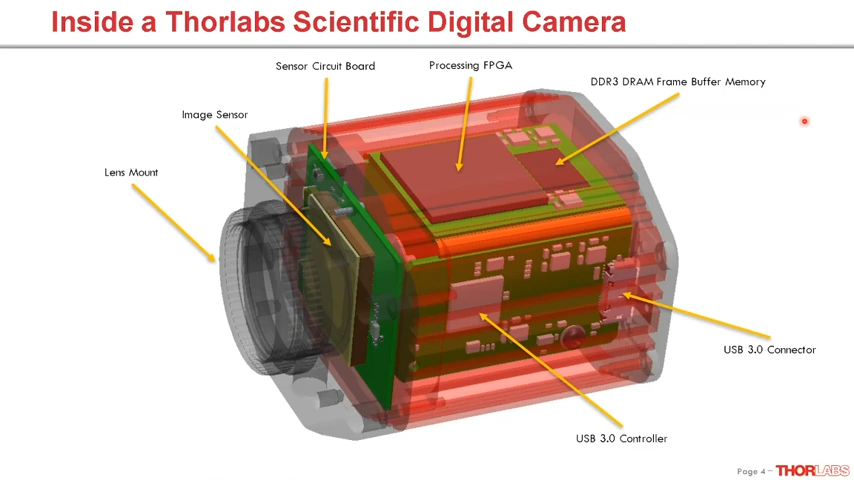 Inside a Thorlabs Scientific Digital Camera
Sensor Circuit Board
Processing FPGA
DDR3 DRAM Frame Buffer Memory
Image Sensor
Lens Mount
USB 3.0 Connector
USB 3.0 Controller
Page 4 – THORLABS